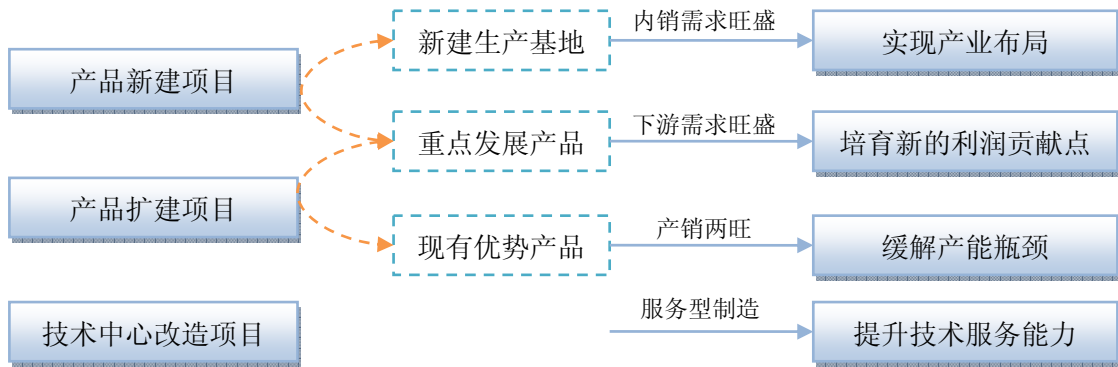 产品新建项目
新建生产基地
内销需求旺盛
实现产业布局
重点发展产品
下游需求旺盛
培育新的利润贡献点
产品扩建项目
现有优势产品
产销两旺
缓解产能瓶颈
技术中心改造项目
服务型制造
提升技术服务能力